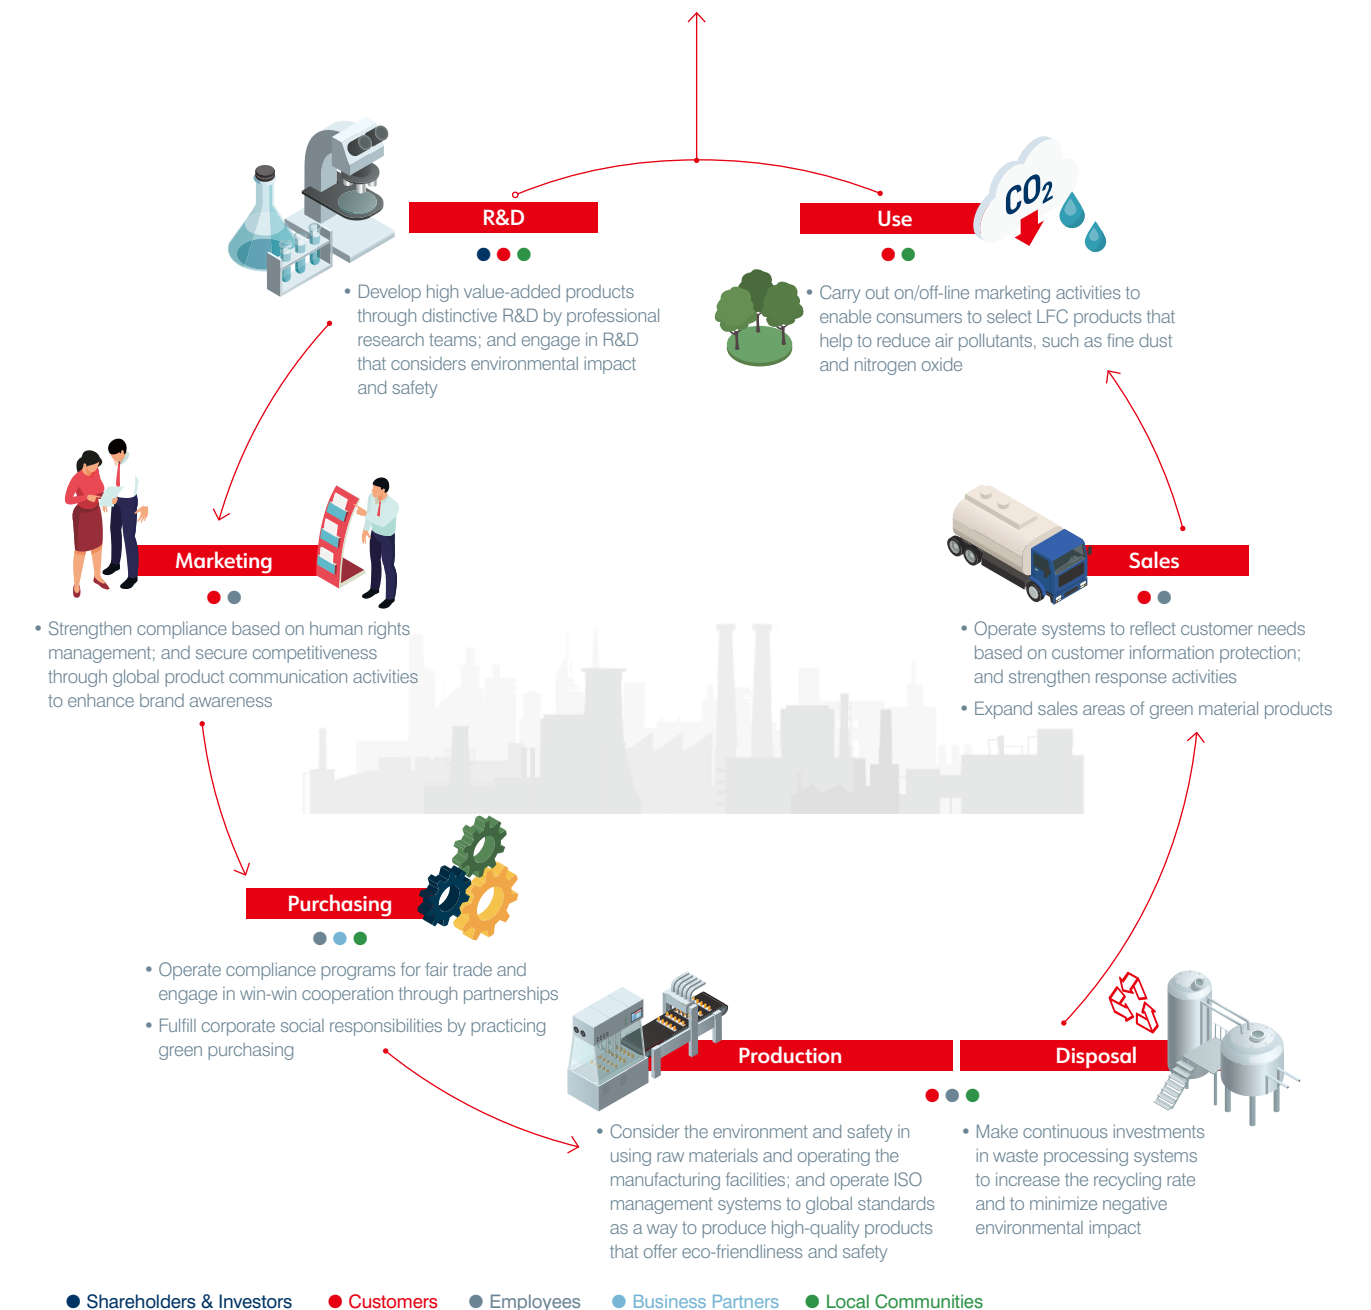 R&D
• Develop high value-added products
through distinctive R&D by professional
research teams; and engage in R&D
that considers environmental impact
and safety
Use
CO2
• Carry out on/off-line marketing activities to
enable consumers to select LFC products that
help to reduce air pollutants, such as fine dust
and nitrogen oxide
Marketing
• Strengthen compliance based on human rights
management; and secure competitiveness
through global product communication activities
to enhance brand awareness
Sales
• Operate systems to reflect customer needs
based on customer information protection;
and strengthen response activities
• Expand sales areas of green material products
Purchasing
• Operate compliance programs for fair trade and
engage in win-win cooperation through partnerships
• Fulfill corporate social responsibilities by practicing
green purchasing
Production
• Consider the environment and safety in
using raw materials and operating the
manufacturing facilities; and operate ISO
management systems to global standards
as a way to produce high-quality products
that offer eco-friendliness and safety
Disposal
• Make continuous investments
in waste processing systems
to increase the recycling rate
and to minimize negative
environmental impact
Shareholders & Investors Customers Employees Business Partners Local Communities